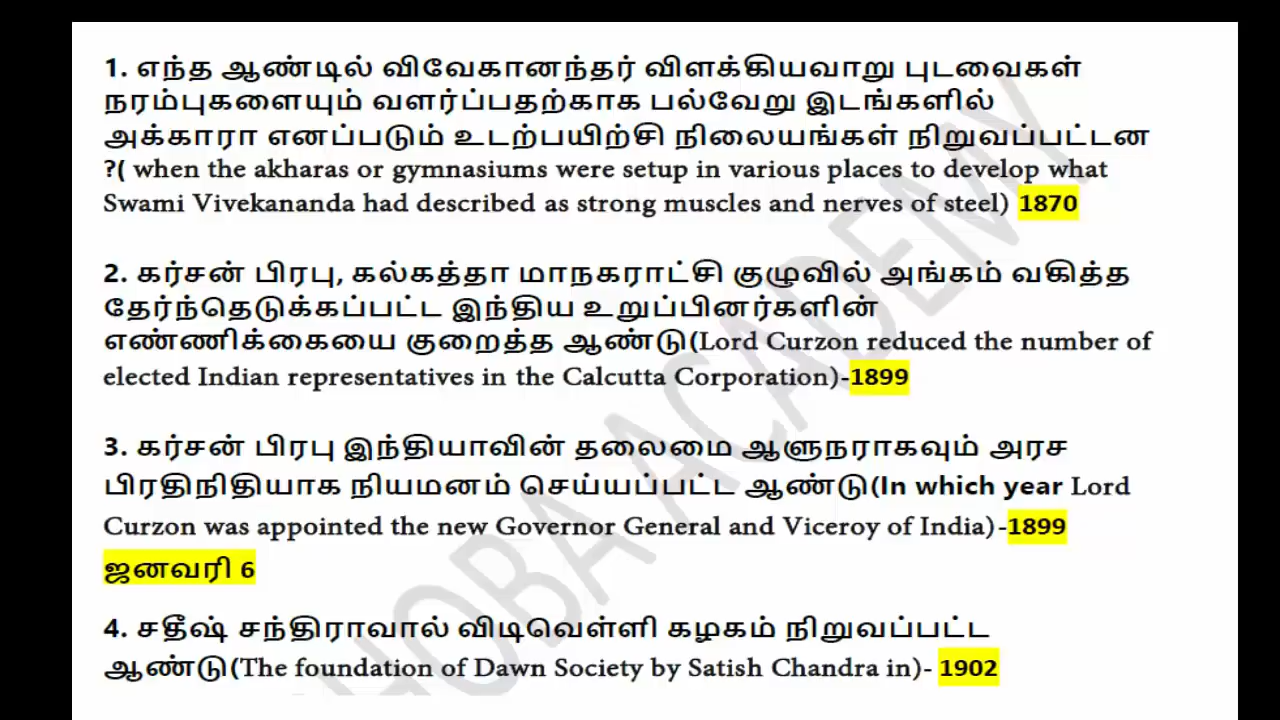 1. எந்த ஆண்டில் விவேகானந்தர் விளக்கியவாறு புடவைகள்
நரம்புகளையும் வளர்ப்பதற்காக பல்வேறு இடங்களில்
அக்காரா எனப்படும் உடற்பயிற்சி நிலையங்கள் நிறுவப்பட்டன
?( when the akharas or gymnasiums were setup in various places to develop what
Swami Vivekananda had described as strong muscles and nerves of steel) 1870
2. கர்சன் பிரபு, கல்கத்தா மாநகராட்சி குழுவில் அங்கம் வகித்த
தேர்ந்தெடுக்கப்பட்ட இந்திய உறுப்பினர்களின்
எண்ணிக்கையை குறைத்த ஆண்டு(Lord Curzon reduced the number of
elected Indian representatives in the Calcutta Corporation)-1899
3. கர்சன் பிரபு இந்தியாவின் தலைமை ஆளுநராகவும் அரச
பிரதிநிதியாக நியமனம் செய்யப்பட்ட ஆண்டு(In which year Lord
Curzon was appointed the new Governor General and Viceroy of India)-1899
ஜனவரி 6
4. சதீஷ் சந்திராவால் விடிவெள்ளி கழகம் நிறுவப்பட்ட
ஆண்டு(The foundation of Dawn Society by Satish Chandra in)- 1902
HOBA ACADEMY